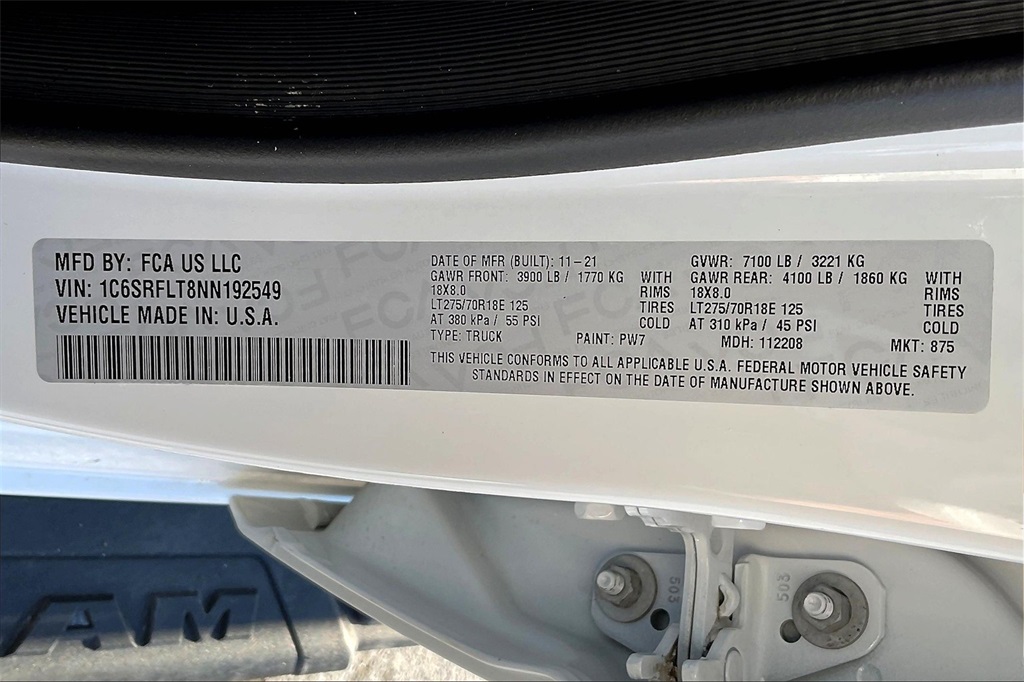 MFD BY: FCA US LLC
VIN: 1C6SRFLT8NN192549
VEHICLE MADE IN: U.S.A.
DATE OF MFR (BUILT): 11-21
GAWR FRONT: 3900 LB / 1770 KG WITH
18X8.0 RIMS
LT275/70R18E 125 TIRES
AT 380 kPa / 55 PSI COLD
TYPE: TRUCK PAINT: PW7
GVWR: 7100 LB / 3221 KG
GAWR REAR: 4100 LB / 1860 KG WITH
18X8.0 RIMS
LT275/70R18E 125 TIRES
AT 310 kPa / 45 PSI COLD
MDH: 112208 MKT: 875
THIS VEHICLE CONFORMS TO ALL APPLICABLE U.S.A. FEDERAL MOTOR VEHICLE SAFETY
STANDARDS IN EFFECT ON THE DATE OF MANUFACTURE SHOWN ABOVE.
503
503
AM